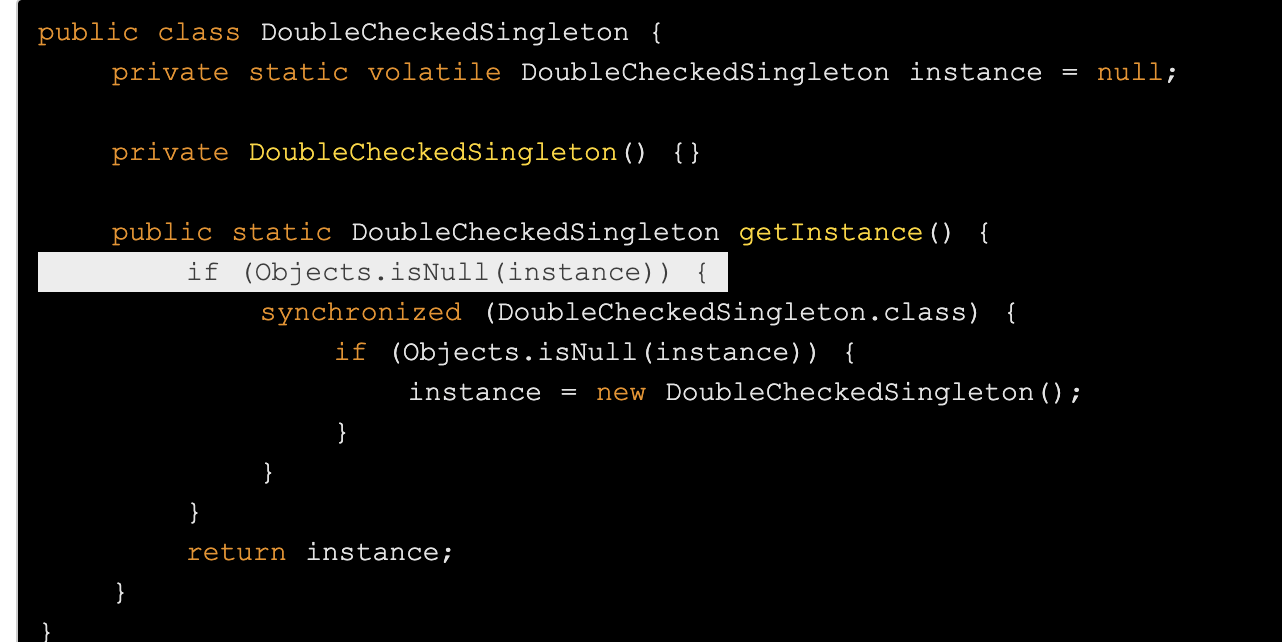 public class DoubleCheckedSingleton {
private static volatile DoubleCheckedSingleton instance = null;
private DoubleCheckedSingleton() {}
public static DoubleCheckedSingleton getInstance() {
if (Objects.isNull(instance)) {
synchronized (DoubleCheckedSingleton.class) {
if (Objects.isNull(instance)) {
instance = new DoubleCheckedSingleton();
}
}
}
return instance;
}
}